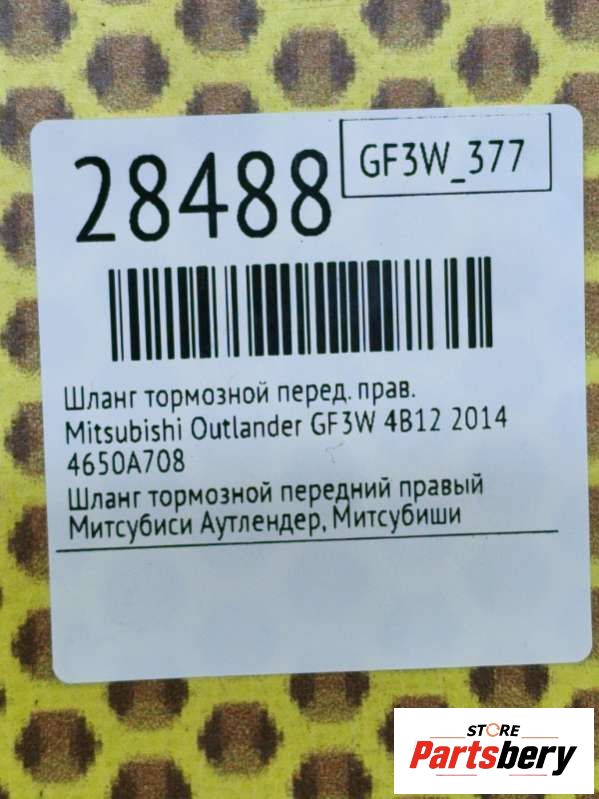 28488
GF3W_377
Шланг тормозной перед. прав.
Mitsubishi Outlander GF3W 4B12 2014
4650A708
Шланг тормозной передний правый
Митсубиси Аутлендер, Митсубиши
STORE
Partsbery